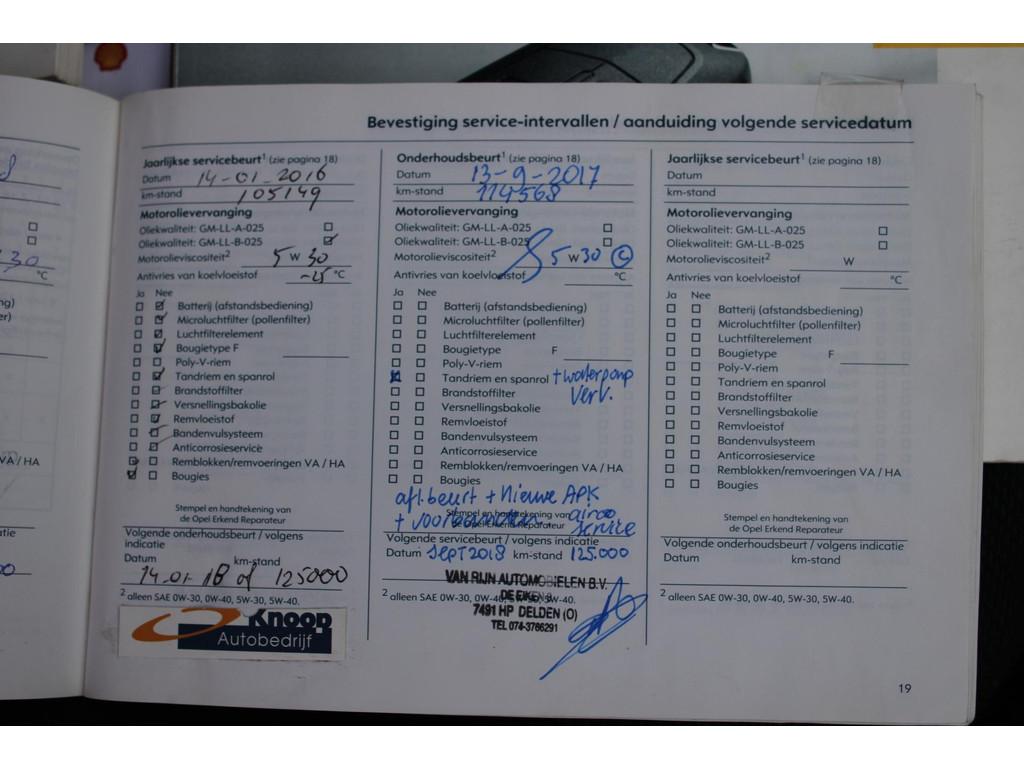 Bevestiging service-intervallen / aanduiding volgende servicedatum
Jaarlijkse servicebeurt¹ (zie pagina 18)
Datum 14-01-2016
km-stand 105149
Motorolievervanging
Oliekwaliteit: GM-LL-A-025
Oliekwaliteit: GM-LL-B-025
Motorolieviscositeit² 5 W 30
Antivries van koelvloeistof -25 °C
Ja Nee
Batterij (afstandsbediening)
Microluchtfilter (pollenfilter)
Luchtfilterelement
Bougietype F
Poly-V-riem
Tandriem en spanrol
Brandstoffilter
Versnellingsbakolie
Remvloeistof
Bandenvulsysteem
Anticorrosieservice
Remblokken/remvoeringen VA / HA
Bougies
Stempel en handtekening van
de Opel Erkend Reparateur
Volgende onderhoudsbeurt / volgens
indicatie
Datum km-stand
14-01-18 of 125000
² alleen SAE 0W-30, 0W-40, 5W-30, 5W-40.
Knoop
Autobedrijf
Onderhoudsbeurt¹ (zie pagina 18)
Datum 13-9-2017
km-stand 114568
Motorolievervanging
Oliekwaliteit: GM-LL-A-025
Oliekwaliteit: GM-LL-B-025
Motorolieviscositeit² 5 W 30 C
Antivries van koelvloeistof °C
Ja Nee
Batterij (afstandsbediening)
Microluchtfilter (pollenfilter)
Luchtfilterelement
Bougietype F
Poly-V-riem
Tandriem en spanrol + waterpomp
Verv.
Brandstoffilter
Versnellingsbakolie
Remvloeistof
Bandenvulsysteem
Anticorrosieservice
Remblokken/remvoeringen VA / HA
Bougies
afl.beurt + Nieuwe APK
Stempel en handtekening van
de Opel Erkend Reparateur
+ airco
service
Volgende servicebeurt / volgens indicatie
Datum Sept 2018 km-stand 125.000
VAN RIJN AUTOMOBIELEN B.V.
² alleen SAE 0W-30, 0W-40, 5W-30, 5W-40.
DE EIKEN
7491 HP DELDEN (O)
TEL 074-3766291
Jaarlijkse servicebeurt¹ (zie pagina 18)
Datum
km-stand
Motorolievervanging
Oliekwaliteit: GM-LL-A-025
Oliekwaliteit: GM-LL-B-025
Motorolieviscositeit² W
Antivries van koelvloeistof °C
Ja Nee
Batterij (afstandsbediening)
Microluchtfilter (pollenfilter)
Luchtfilterelement
Bougietype F
Poly-V-riem
Tandriem en spanrol
Brandstoffilter
Versnellingsbakolie
Remvloeistof
Bandenvulsysteem
Anticorrosieservice
Remblokken/remvoeringen VA / HA
Bougies
Stempel en handtekening van
de Opel Erkend Reparateur
Volgende onderhoudsbeurt / volgens indicatie
Datum km-stand
² alleen SAE 0W-30, 0W-40, 5W-30, 5W-40.
19
30
°C
VA / HA